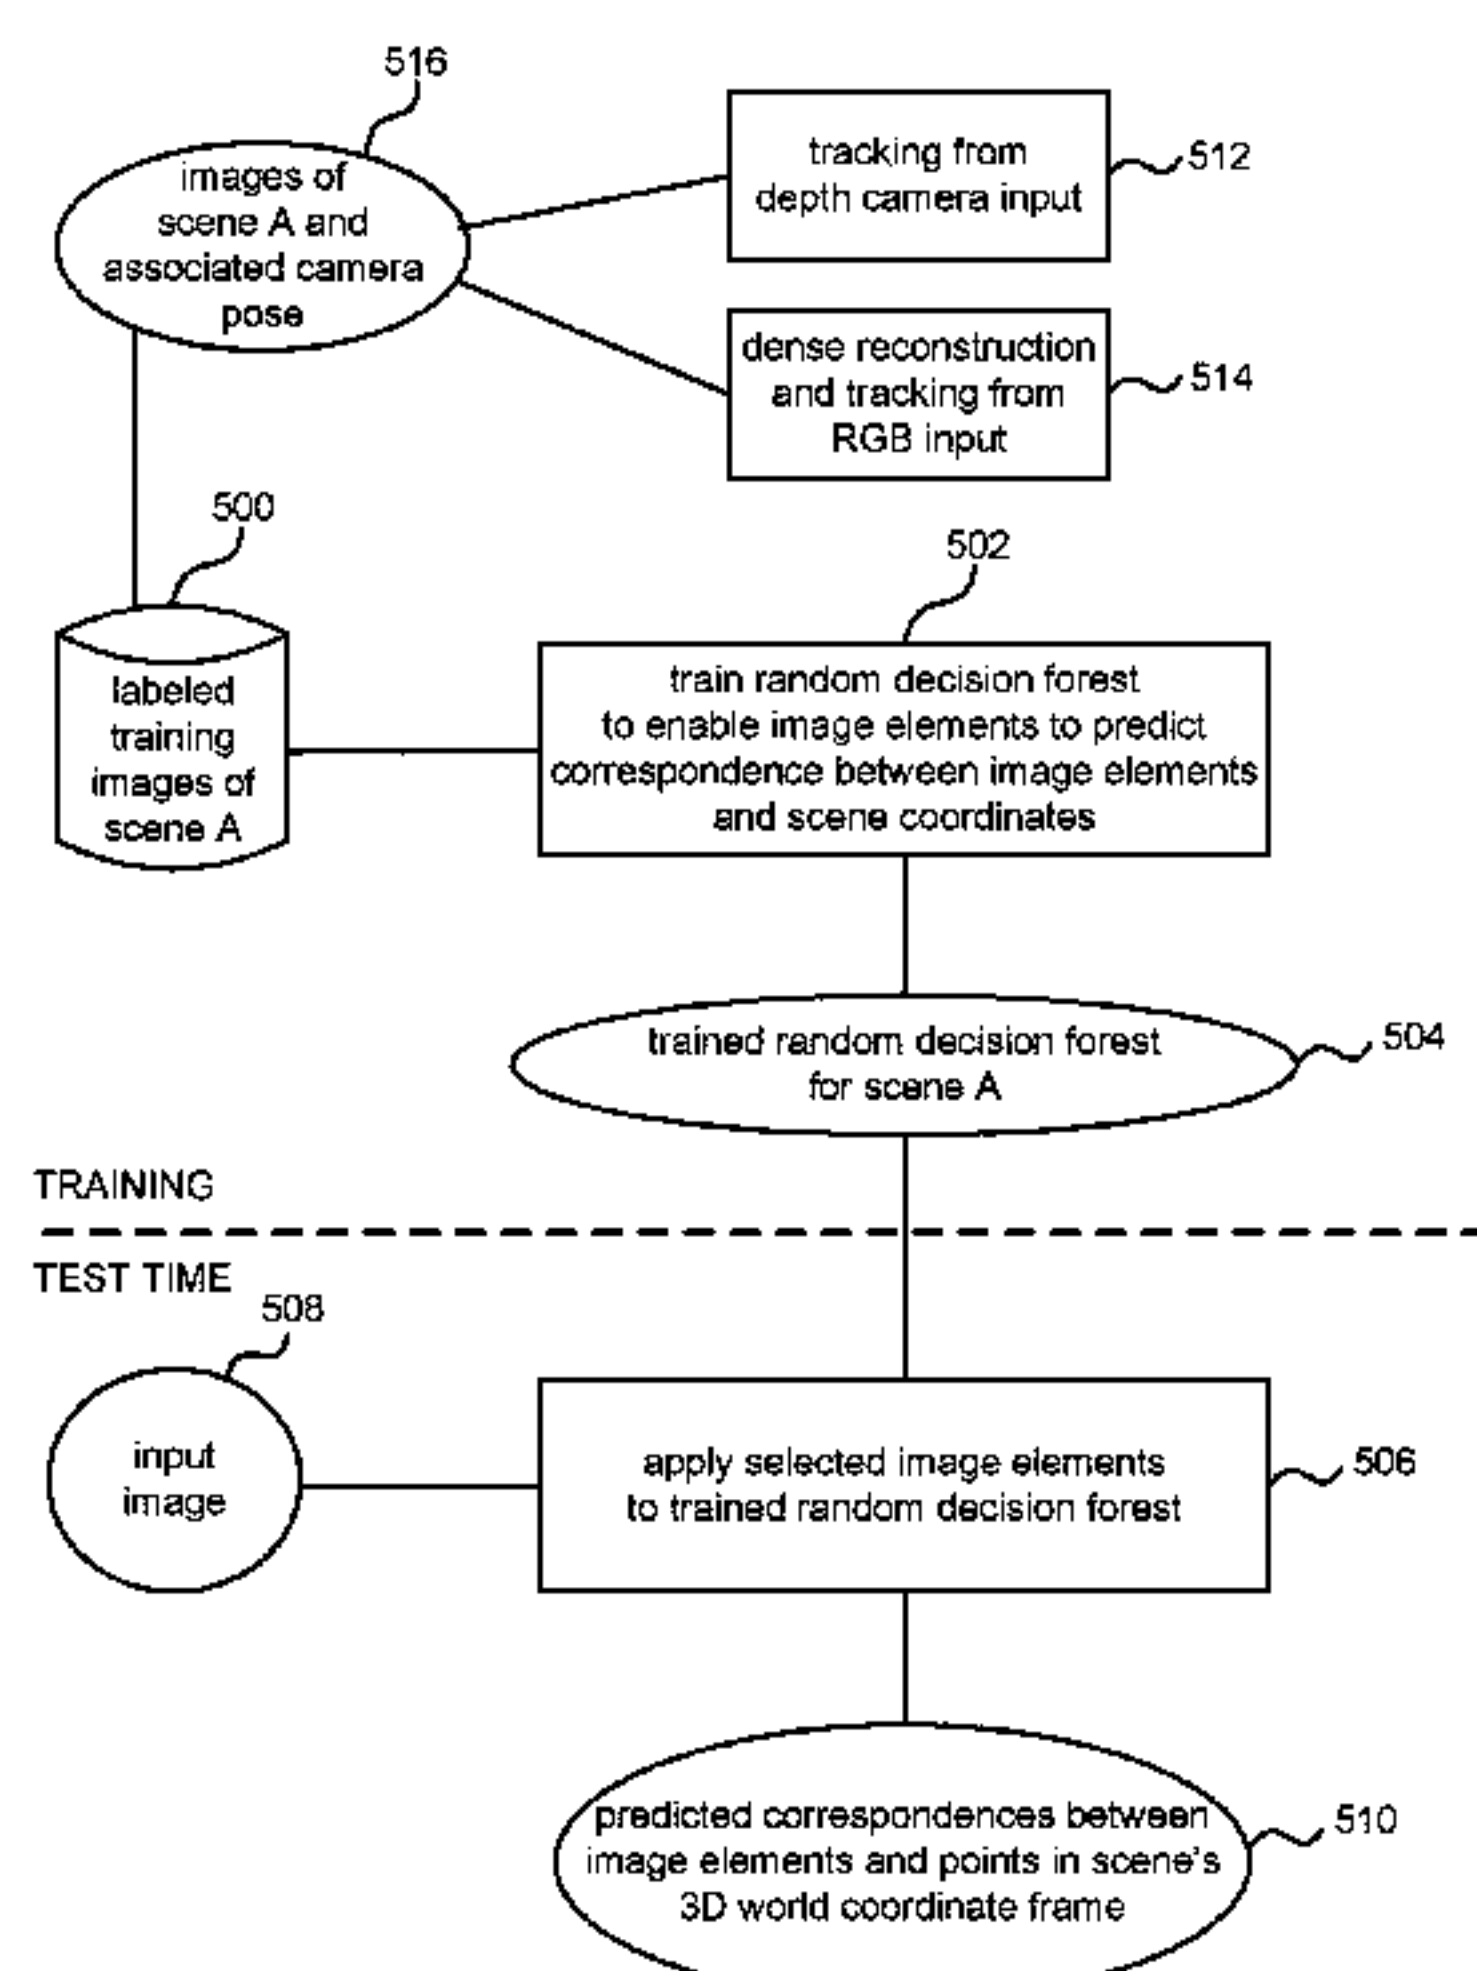 516
images of
scene A and
associated camera
pose
tracking from
depth camera input
512
dense reconstruction
and tracking from
RGB input
514
500
labeled
training
images of
scene A
502
train random decision forest
to enable image elements to predict
correspondence between image elements
and scene coordinates
trained random decision forest
for scene A
504
TRAINING
TEST TIME
508
input
image
apply selected image elements
to trained random decision forest
506
predicted correspondences between
image elements and points in scene's
3D world coordinate frame
510